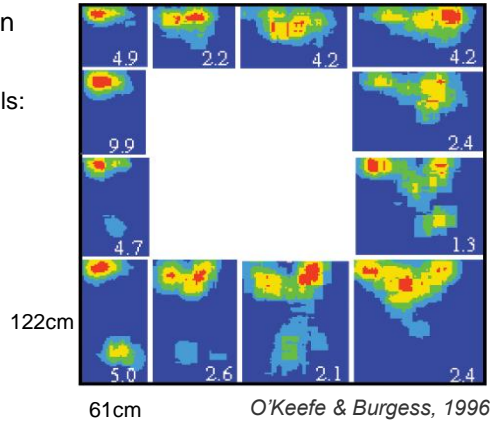 n
4.9 2.2 4.2 4.2
ls:
9.9 2.4
4.7 1.3
122cm
5.0 2.6 2.1 2.4
61cm O'Keefe & Burgess, 1996